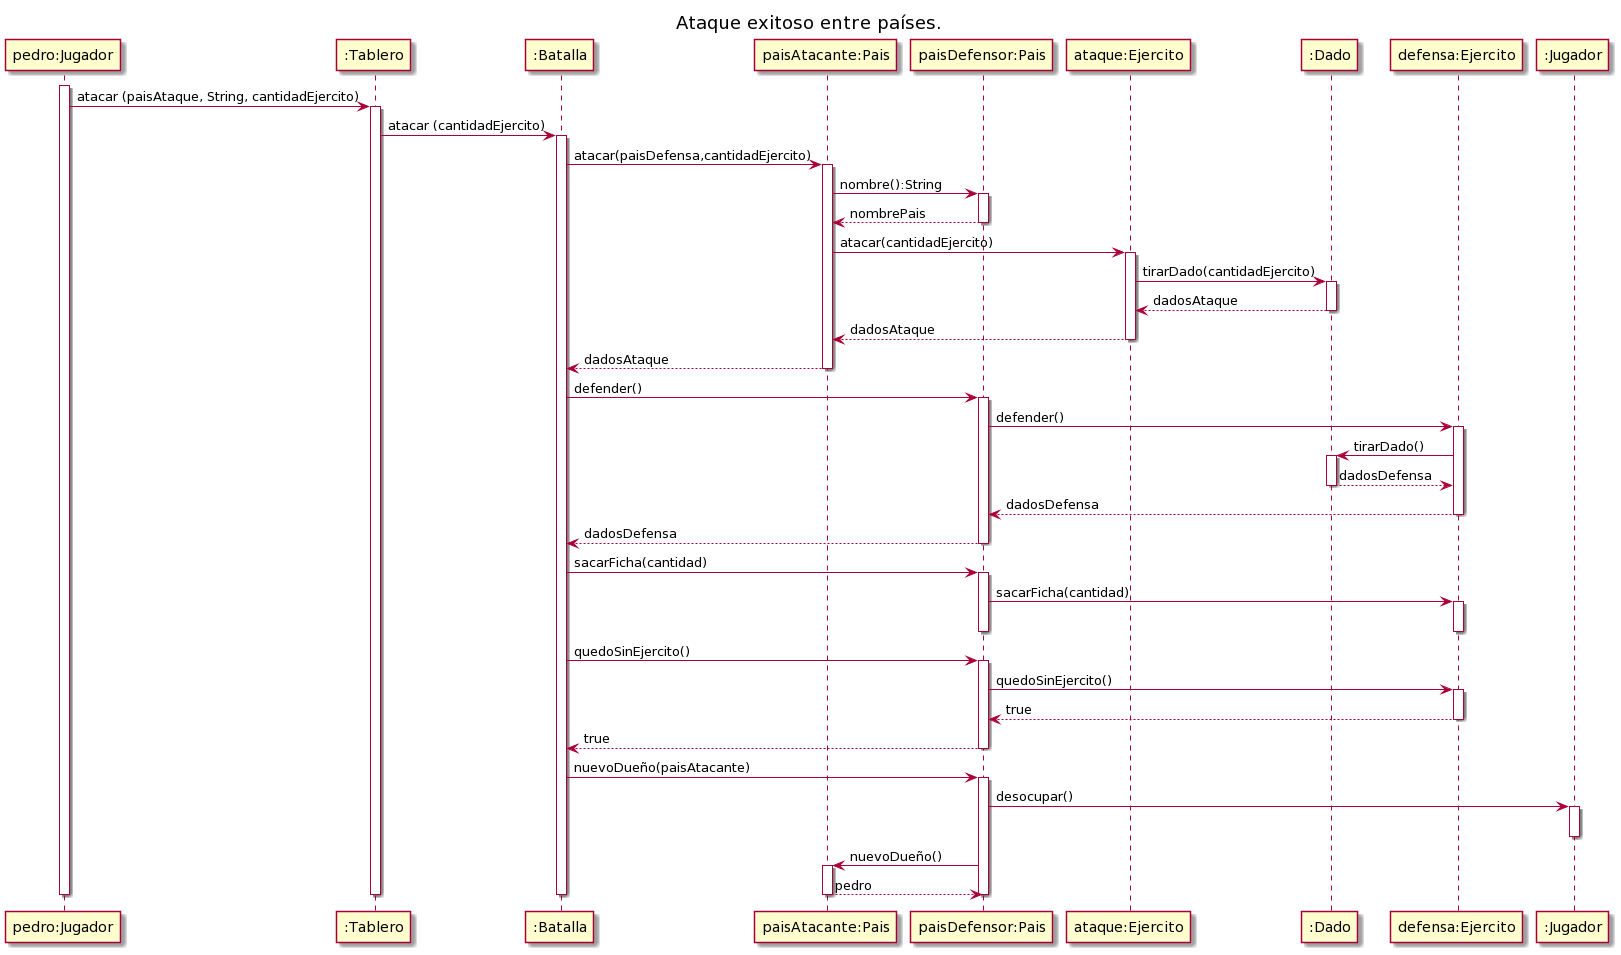 Ataque exitoso entre países.
pedro:Jugador :Tablero :Batalla paisAtacante:Pais paisDefensor:Pais ataque:Ejercito :Dado defensa:Ejercito :Jugador
atacar (paisAtaque, String, cantidadEjercito)
atacar (cantidadEjercito)
atacar(paisDefensa,cantidadEjercito)
nombre():String
nombrePais
atacar(cantidadEjercito)
tirarDado(cantidadEjercito)
dadosAtaque
dadosAtaque
dadosAtaque
defender()
defender()
tirarDado()
dadosDefensa
dadosDefensa
dadosDefensa
sacarFicha(cantidad)
sacarFicha(cantidad)
quedoSinEjercito()
quedoSinEjercito()
true
true
nuevoDueño(paisAtacante)
desocupar()
nuevoDueño()
pedro
pedro:Jugador :Tablero :Batalla paisAtacante:Pais paisDefensor:Pais ataque:Ejercito :Dado defensa:Ejercito :Jugador